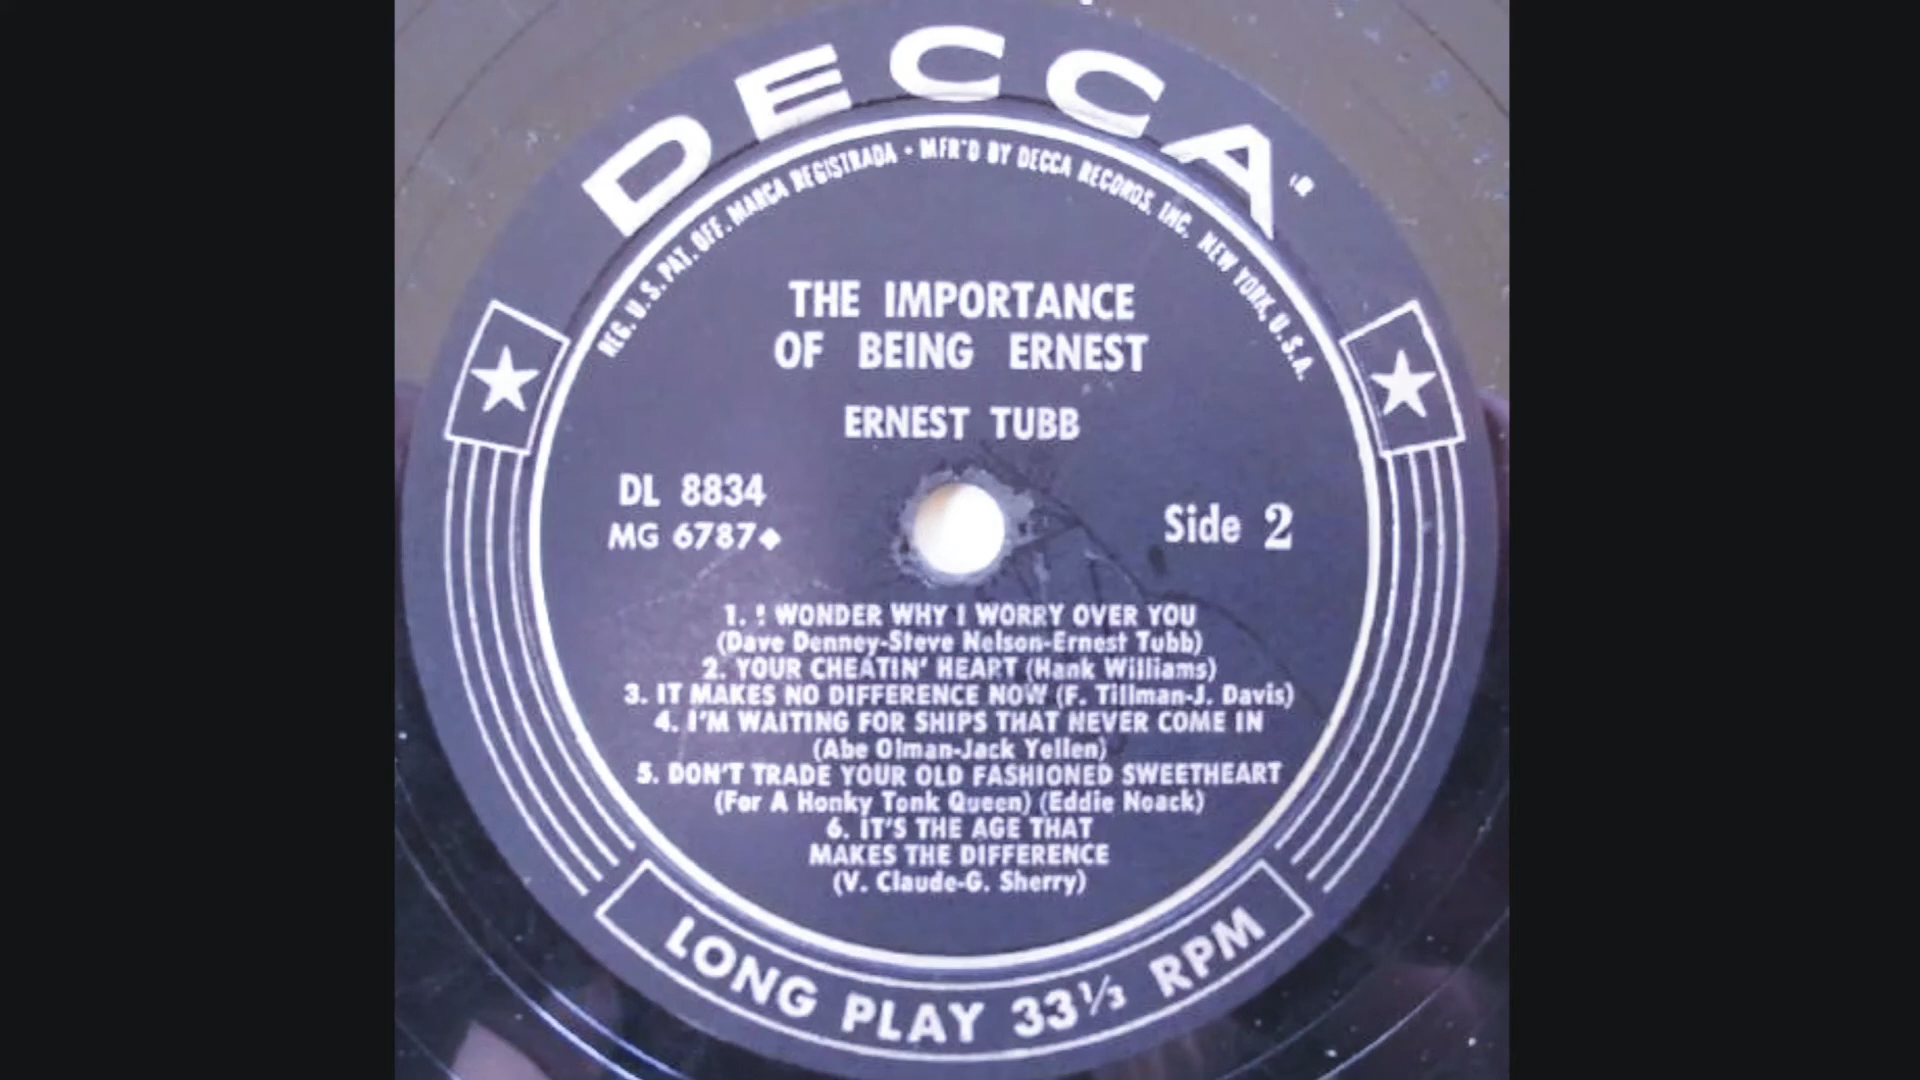 DECCA®
REG. U.S. PAT. OFF. MARCA REGISTRADA • MFR'D BY DECCA RECORDS, INC. NEW YORK, U.S.A.
THE IMPORTANCE
OF BEING ERNEST
ERNEST TUBB
DL 8834
MG 6787◆
Side 2
1. I WONDER WHY I WORRY OVER YOU
(Dave Denney-Steve Nelson-Ernest Tubb)
2. YOUR CHEATIN' HEART (Hank Williams)
3. IT MAKES NO DIFFERENCE NOW (F. Tillman-J. Davis)
4. I'M WAITING FOR SHIPS THAT NEVER COME IN
(Abe Olman-Jack Yellen)
5. DON'T TRADE YOUR OLD FASHIONED SWEETHEART
(For A Honky Tonk Queen) (Eddie Noack)
6. IT'S THE AGE THAT
MAKES THE DIFFERENCE
(V. Claude-G. Sherry)
LONG PLAY 33⅓ RPM